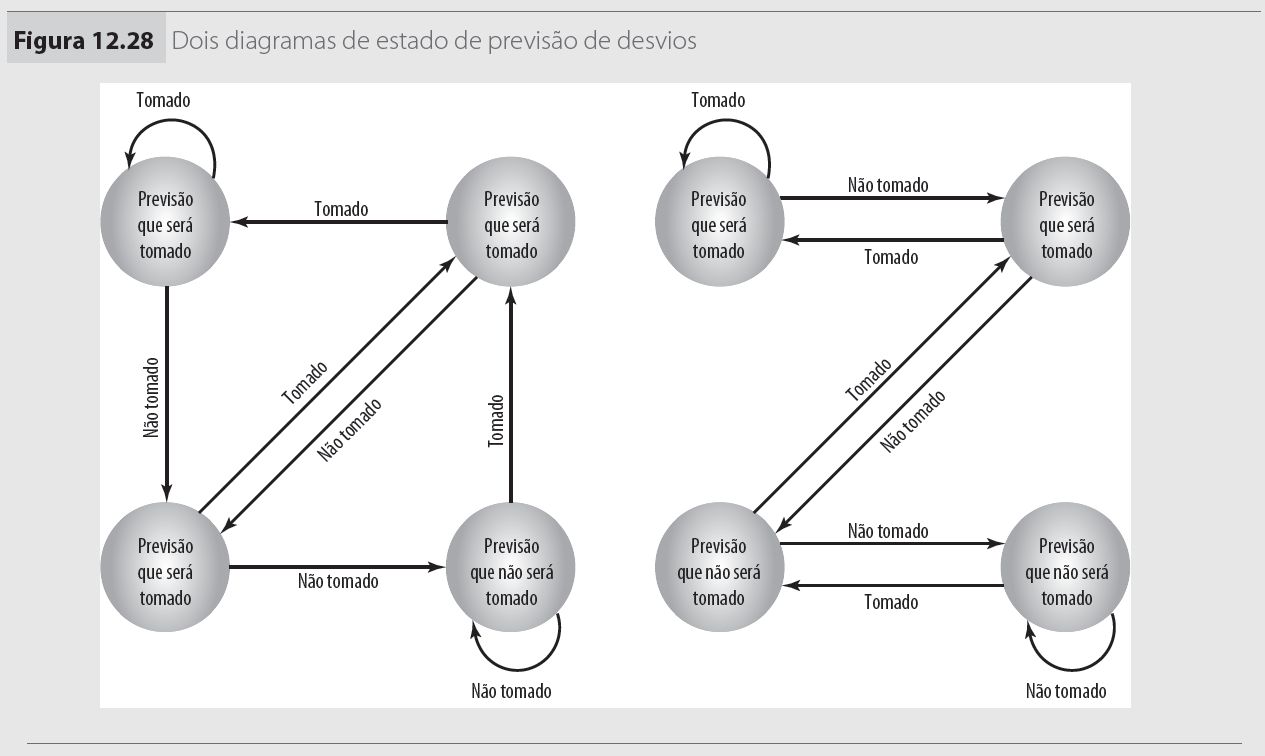 Figura 12.28 Dois diagramas de estado de previsão de desvios
Tomado
Previsão
que será
tomado
Tomado
Previsão
que será
tomado
Não tomado
Tomado
Não tomado
Tomado
Previsão
que será
tomado
Não tomado
Previsão
que não será
tomado
Não tomado
Tomado
Previsão
que será
tomado
Não tomado
Tomado
Previsão
que será
tomado
Tomado
Não tomado
Previsão
que não será
tomado
Não tomado
Tomado
Previsão
que não será
tomado
Não tomado